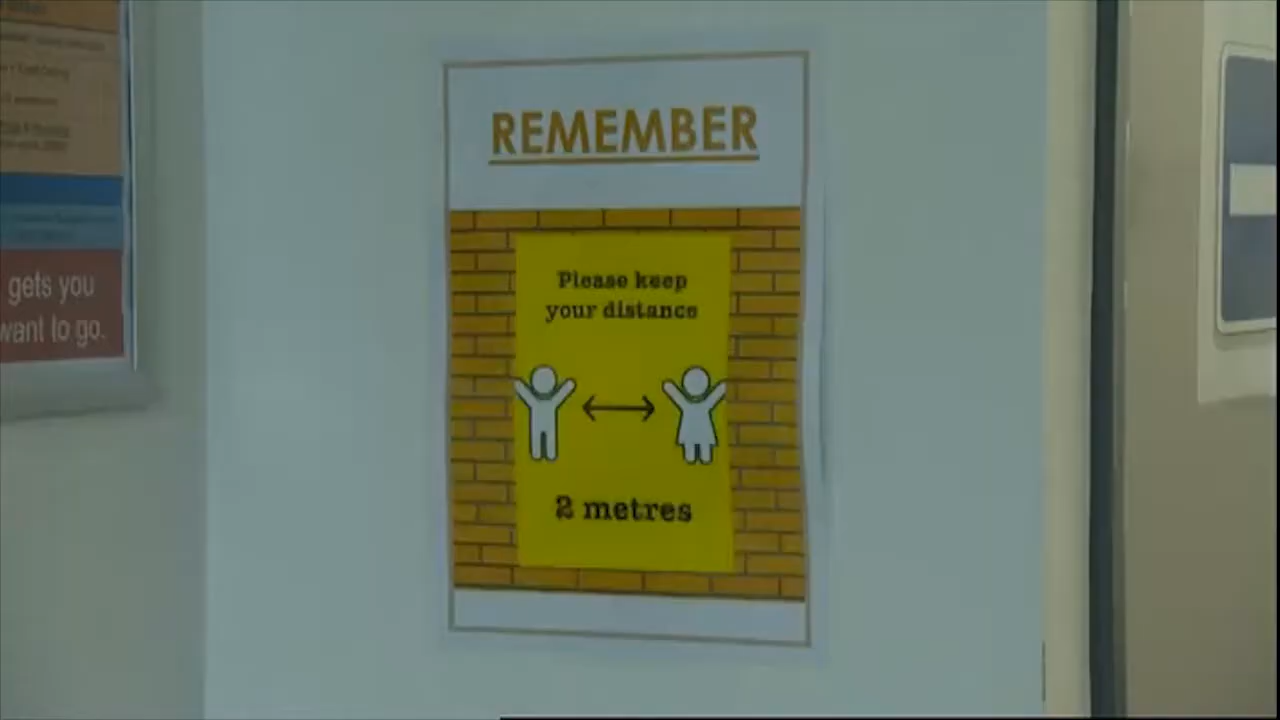 gets you
want to go.
REMEMBER
Please keep
your distance
2 metres